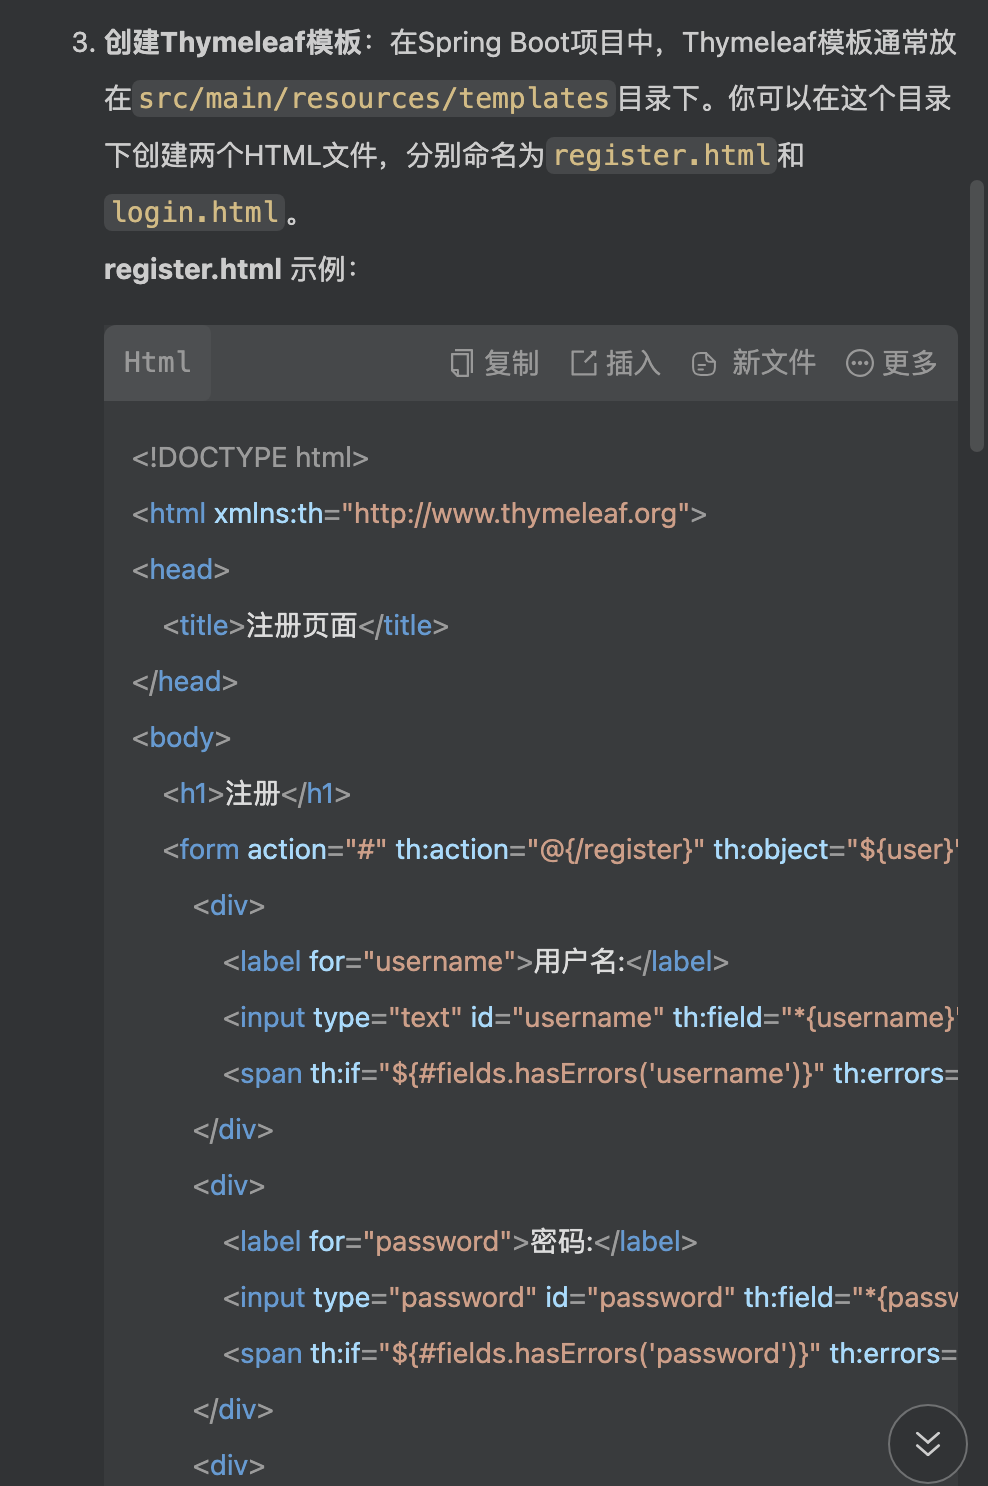 3. 创建Thymeleaf模板：在Spring Boot项目中，Thymeleaf模板通常放
在src/main/resources/templates目录下。你可以在这个目录
下创建两个HTML文件，分别命名为register.html和
login.html。
register.html 示例：
Html 复制 插入 新文件 更多
<!DOCTYPE html>
<html xmlns:th="http://www.thymeleaf.org">
<head>
    <title>注册页面</title>
</head>
<body>
    <h1>注册</h1>
    <form action="#" th:action="@{/register}" th:object="${user}"
        <div>
            <label for="username">用户名:</label>
            <input type="text" id="username" th:field="*{username}"
            <span th:if="${#fields.hasErrors('username')}" th:errors=
        </div>
        <div>
            <label for="password">密码:</label>
            <input type="password" id="password" th:field="*{passw
            <span th:if="${#fields.hasErrors('password')}" th:errors=
        </div>
        <div>